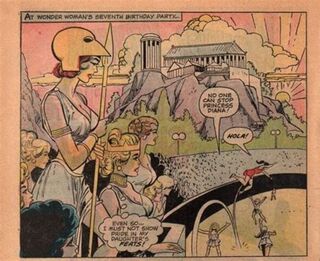 AT WONDER WOMAN'S SEVENTH BIRTHDAY PARTY...
NO ONE
CAN STOP
PRINCESS
DIANA!
HOLA!
EVEN SO...
I MUST NOT SHOW
PRIDE IN MY
DAUGHTER'S
FEATS!